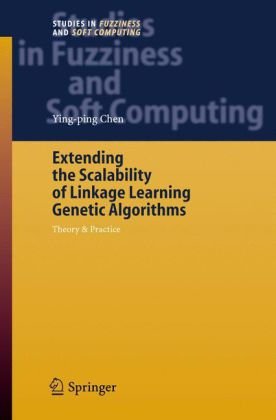 STUDIES IN FUZZINESS
AND SOFT COMPUTING
Studies
in Fuzziness
and
Soft Computing
Ying-ping Chen
Extending
the Scalability
of Linkage Learning
Genetic Algorithms
Theory & Practice
Springer